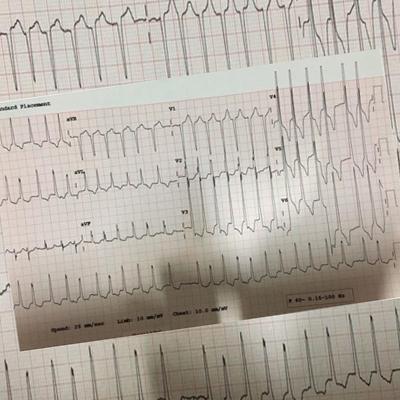 ndard Placement
aVR
V1
V4
aVL
V2
V5
aVF
V3
V6
Speed: 25 mm/sec Limb: 10 mm/mV Chest: 10.0 mm/mV
F 60~ 0.15-100 Hz